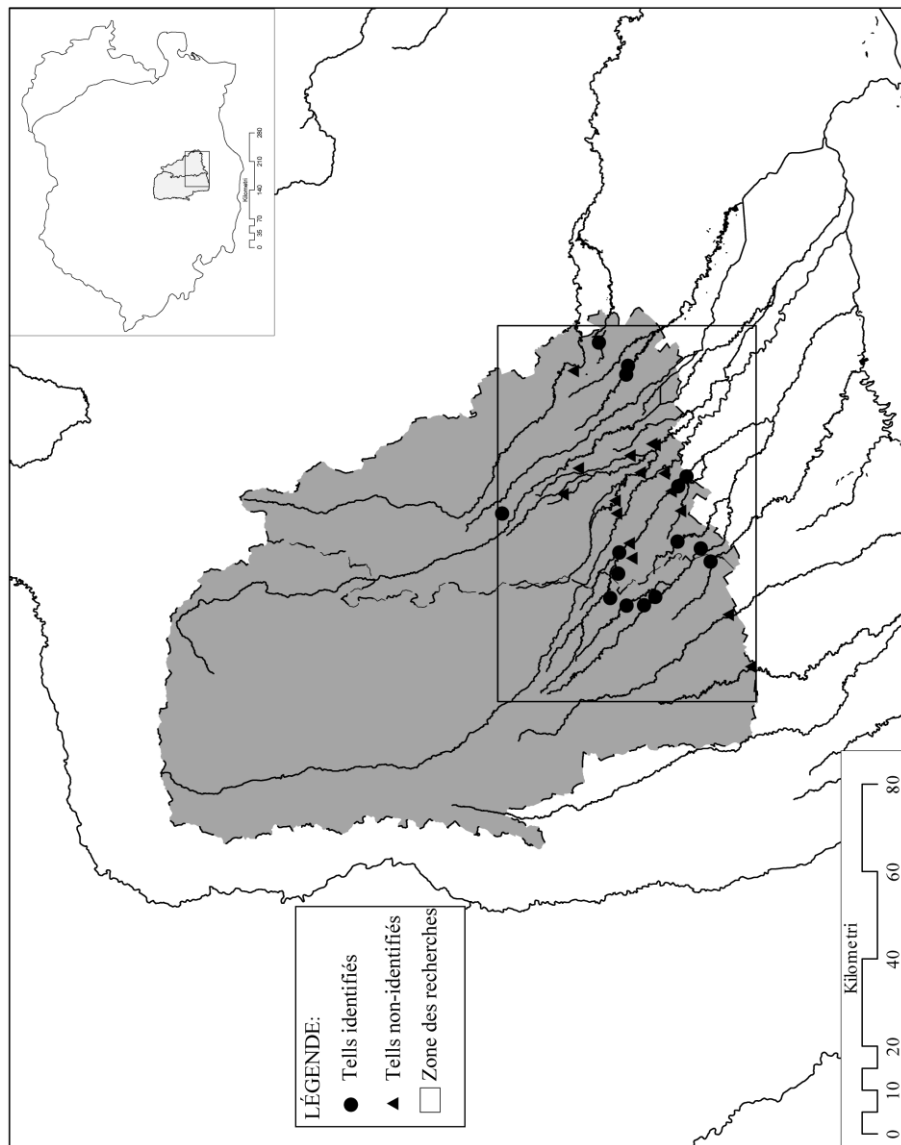 0 35 70 140 210 280
Kilometri
LÉGENDE:
Tells identifiés
Tells non-identifiés
Zone des recherches
Kilometri
0 10 20 40 60 80